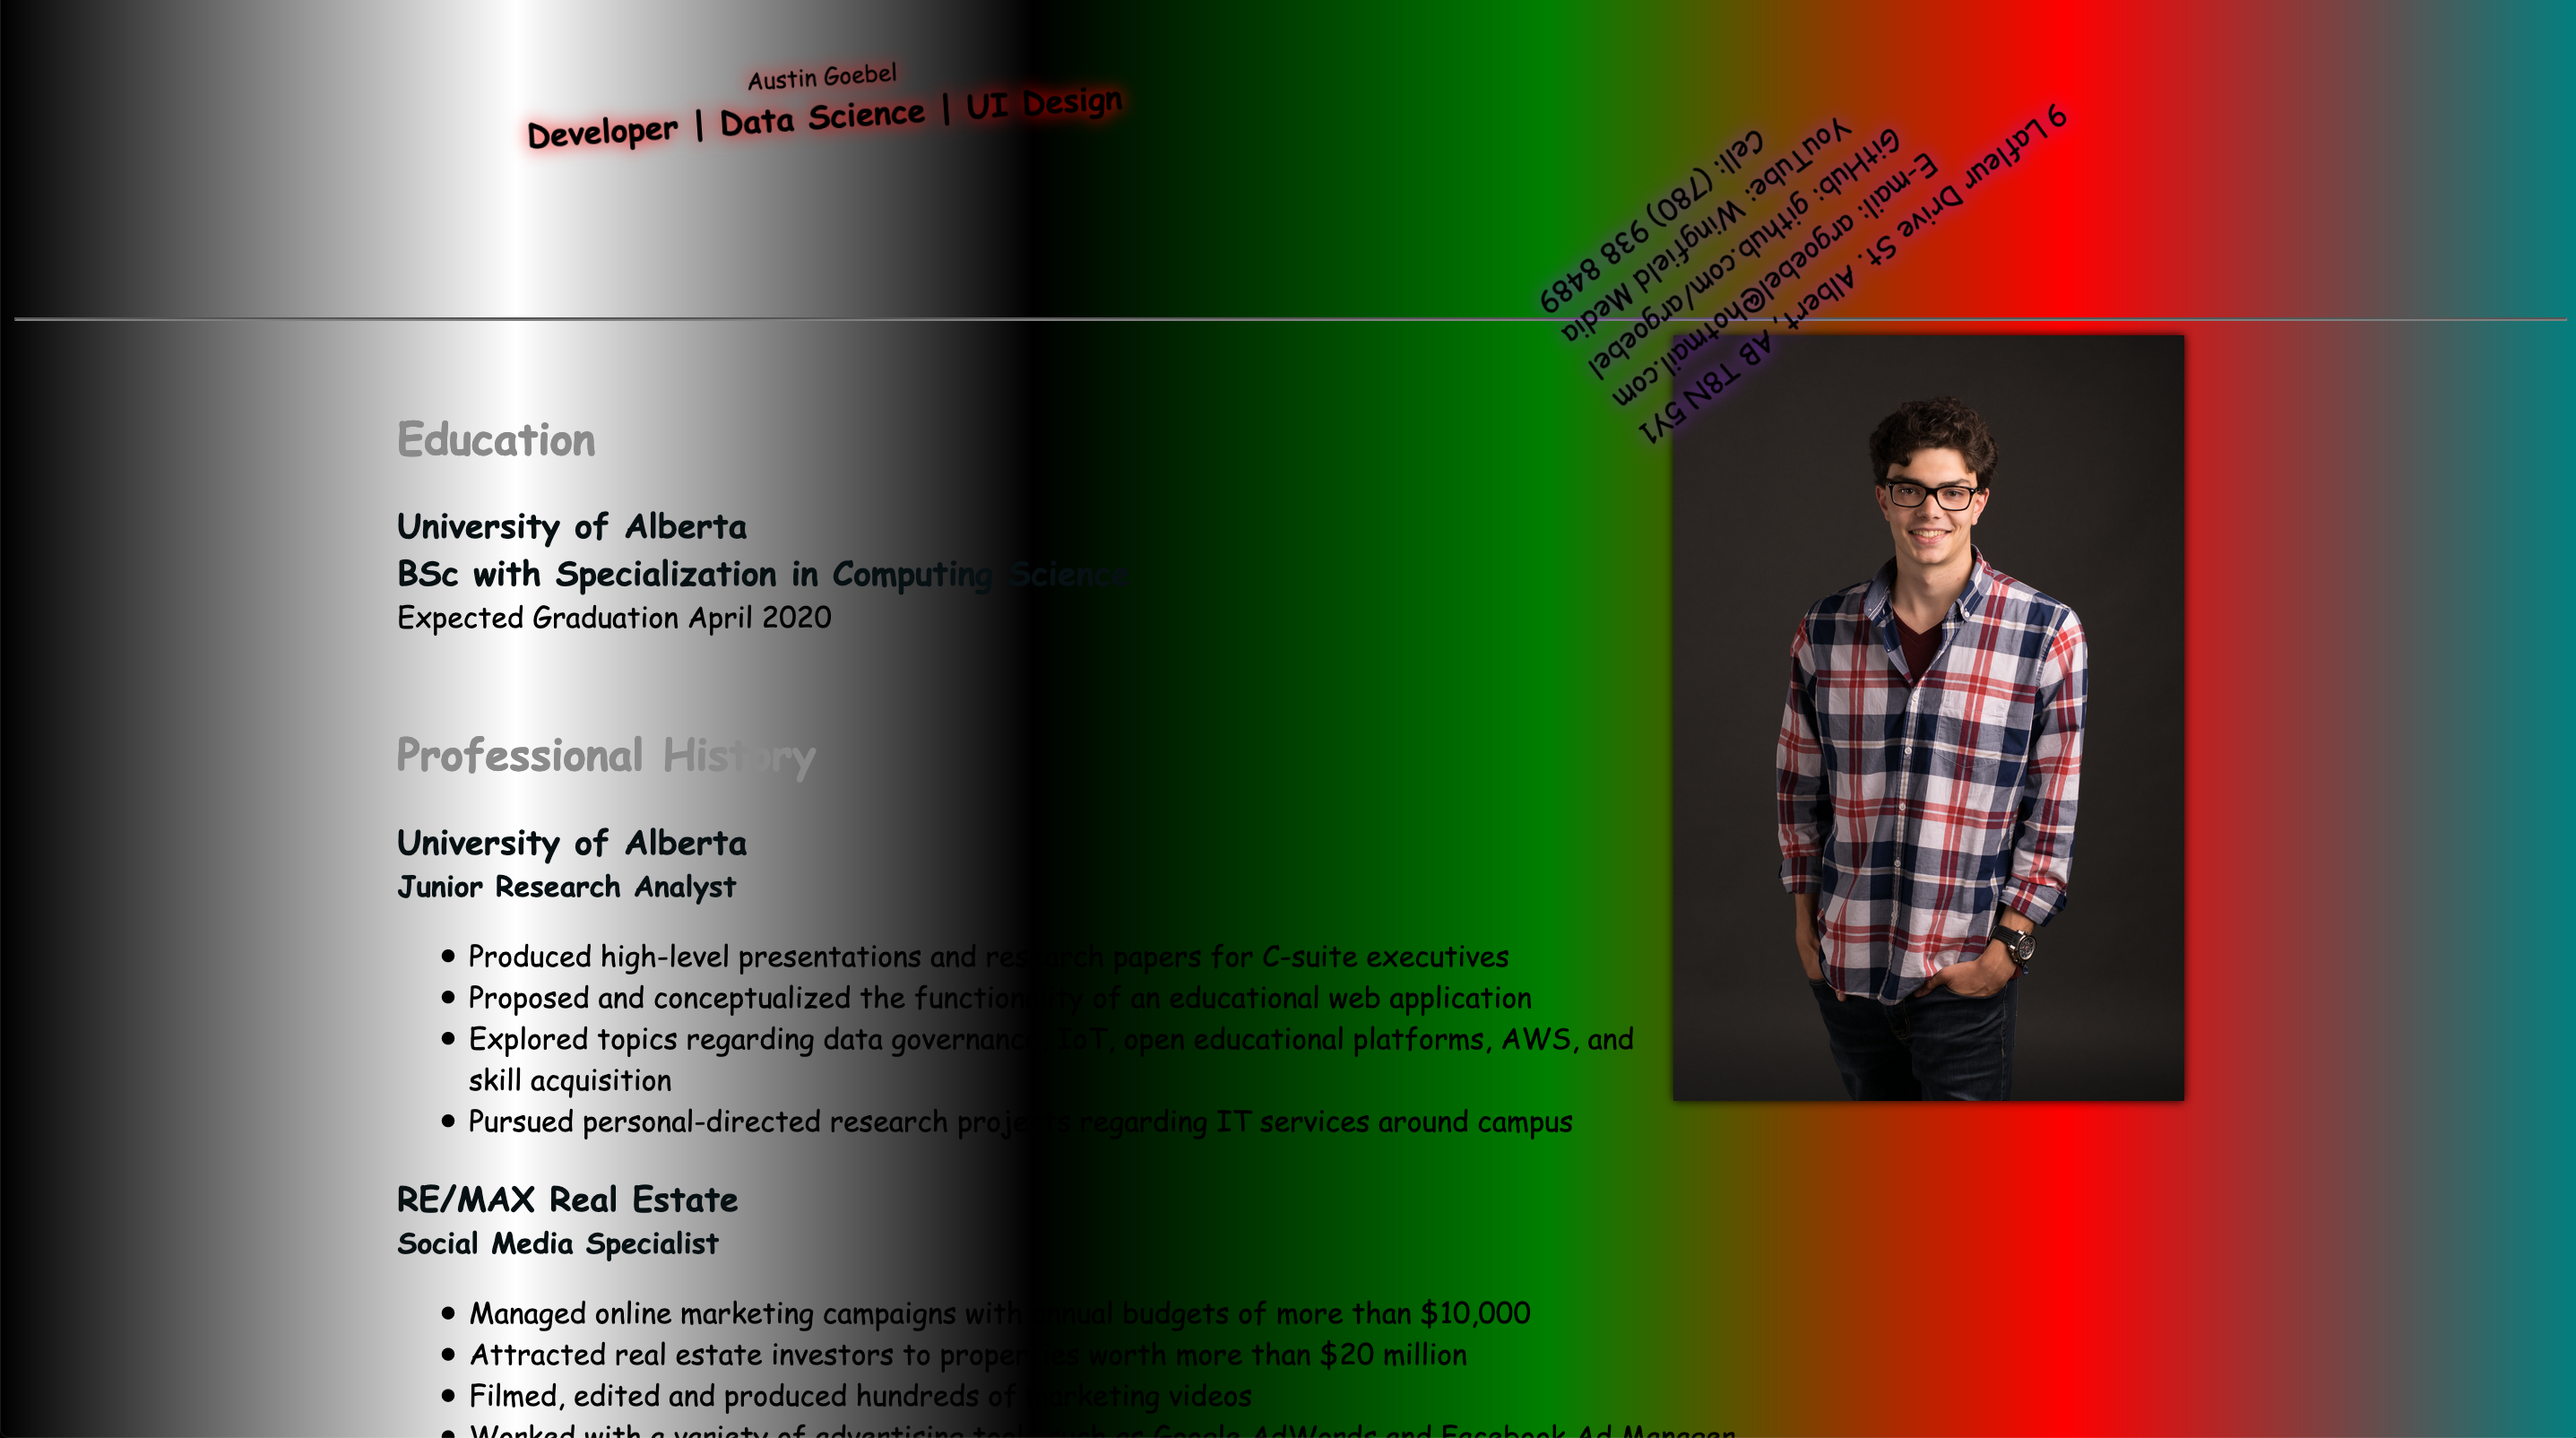 Austin Goebel
Developer | Data Science | UI Design
Cell: (780) 938 8489
YouTube: Wingfield Media
GitHub: github.com/argoebel
E-mail: argoebel@hotmail.com
9 Lafleur Drive St. Albert, AB T8N 5Y1
Education
University of Alberta
BSc with Specialization in Computing Science
Expected Graduation April 2020
Professional History
University of Alberta
Junior Research Analyst
Produced high-level presentations and research papers for C-suite executives
Proposed and conceptualized the functionality of an educational web application
Explored topics regarding data governance, IoT, open educational platforms, AWS, and
skill acquisition
Pursued personal-directed research projects regarding IT services around campus
RE/MAX Real Estate
Social Media Specialist
Managed online marketing campaigns with annual budgets of more than $10,000
Attracted real estate investors to properties worth more than $20 million
Filmed, edited and produced hundreds of marketing videos
Worked with a variety of advertising tools such as Google AdWords and Facebook Ad Manager